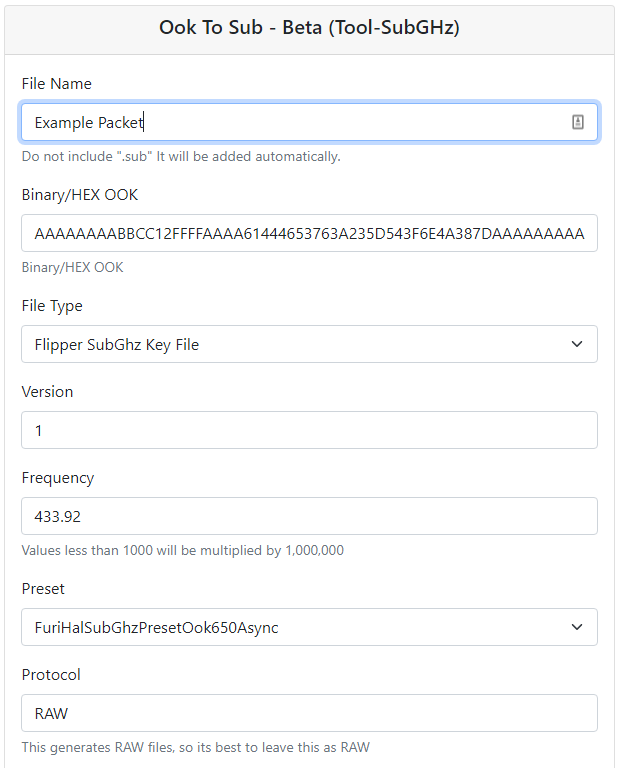 Ook To Sub - Beta (Tool-SubGHz)
File Name
Example Packet
Do not include ".sub" It will be added automatically.
Binary/HEX OOK
AAAAAAAABBCC12FFFFAAAA61444653763A235D543F6E4A387DAAAAAAAAA
Binary/HEX OOK
File Type
Flipper SubGhz Key File
Version
1
Frequency
433.92
Values less than 1000 will be multiplied by 1,000,000
Preset
FuriHalSubGhzPresetOok650Async
Protocol
RAW
This generates RAW files, so its best to leave this as RAW